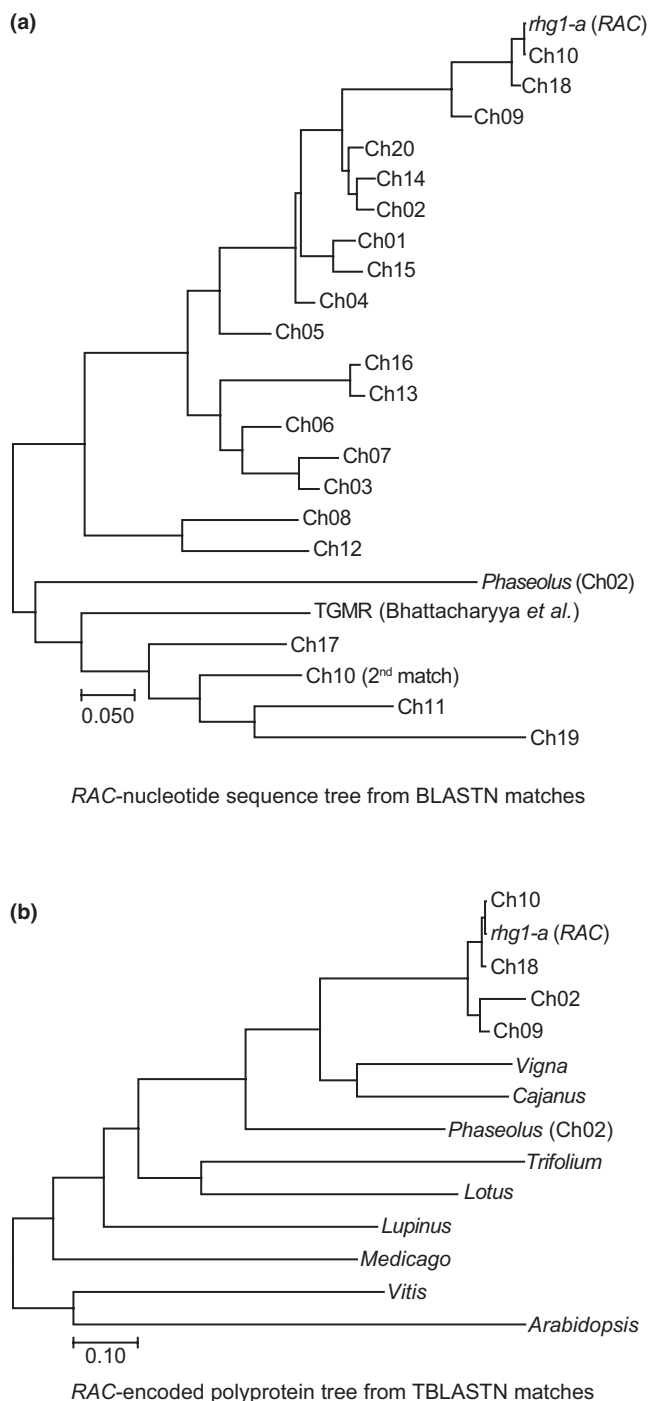 (a)
rhg1-a (RAC)
Ch10
Ch18
Ch09
Ch20
Ch14
Ch02
Ch01
Ch15
Ch04
Ch05
Ch16
Ch13
Ch06
Ch07
Ch03
Ch08
Ch12
Phaseolus (Ch02)
TGMR (Bhattacharyya et al.)
Ch17
Ch10 (2nd match)
Ch11
Ch19
0.050
RAC-nucleotide sequence tree from BLASTN matches
(b)
Ch10
rhg1-a (RAC)
Ch18
Ch02
Ch09
Vigna
Cajanus
Phaseolus (Ch02)
Trifolium
Lotus
Lupinus
Medicago
Vitis
Arabidopsis
0.10
RAC-encoded polyprotein tree from TBLASTN matches